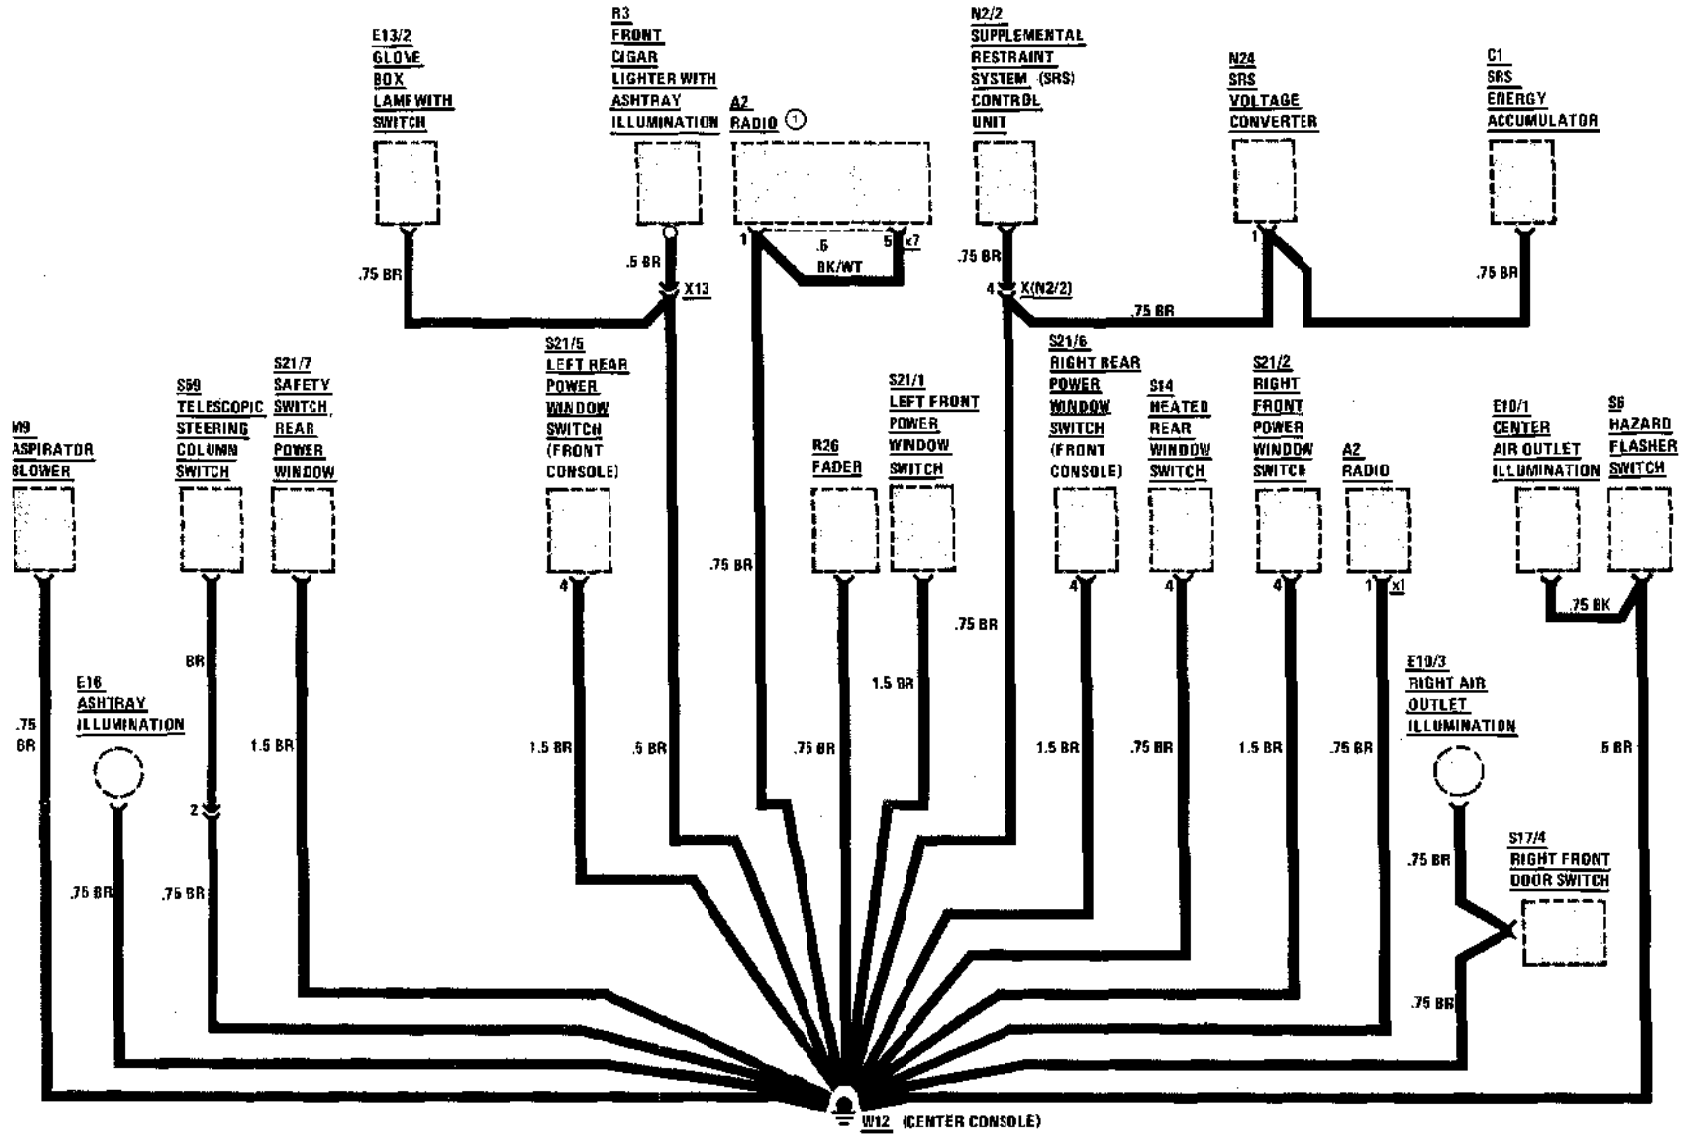 E13/2
GLOVE
BOX
LAMP WITH
SWITCH
R3
FRONT
CIGAR
LIGHTER WITH
ASHTRAY
ILLUMINATION
A2
RADIO 1
N2/2
SUPPLEMENTAL
RESTRAINT
SYSTEM (SRS)
CONTROL
UNIT
N24
SRS
VOLTAGE
CONVERTER
C1
SRS
ENERGY
ACCUMULATOR
.75 BR
.5 BR
X13
1
.5
BK/WT
5
x7
.75 BR
4
X(N2/2)
.75 BR
1
.75 BR
M9
ASPIRATOR
BLOWER
S59
TELESCOPIC
STEERING
COLUMN
SWITCH
S21/7
SAFETY
SWITCH,
REAR
POWER
WINDOW
S21/5
LEFT REAR
POWER
WINDOW
SWITCH
(FRONT
CONSOLE)
R26
FADER
S21/1
LEFT FRONT
POWER
WINDOW
SWITCH
S21/6
RIGHT REAR
POWER
WINDOW
SWITCH
(FRONT
CONSOLE)
S14
HEATED
REAR
WINDOW
SWITCH
S21/2
RIGHT
FRONT
POWER
WINDOW
SWITCH
A2
RADIO
E10/1
CENTER
AIR OUTLET
ILLUMINATION
S6
HAZARD
FLASHER
SWITCH
4
.75 BR
4
4
4
1
x1
.75 BK
.75 BR
BR
E16
ASHTRAY
ILLUMINATION
.75
BR
1.5 BR
1.5 BR
.5 BR
.75 BR
1.5 BR
1.5 BR
.75 BR
1.5 BR
.75 BR
E10/3
RIGHT AIR
OUTLET
ILLUMINATION
.5 BR
2
.75 BR
.75 BR
.75 BR
S17/4
RIGHT FRONT
DOOR SWITCH
.75 BR
W12 (CENTER CONSOLE)